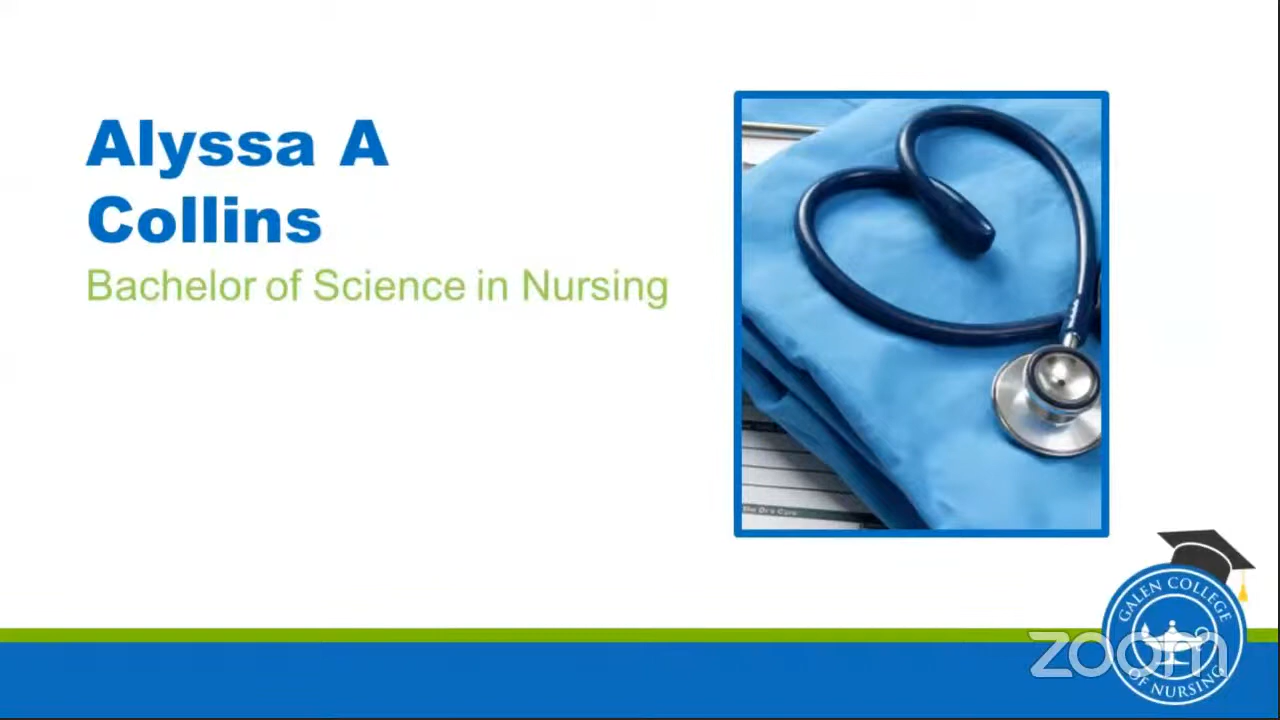 Alyssa A
Collins
Bachelor of Science in Nursing
GALEN COLLEGE
OF NURSING
zoom